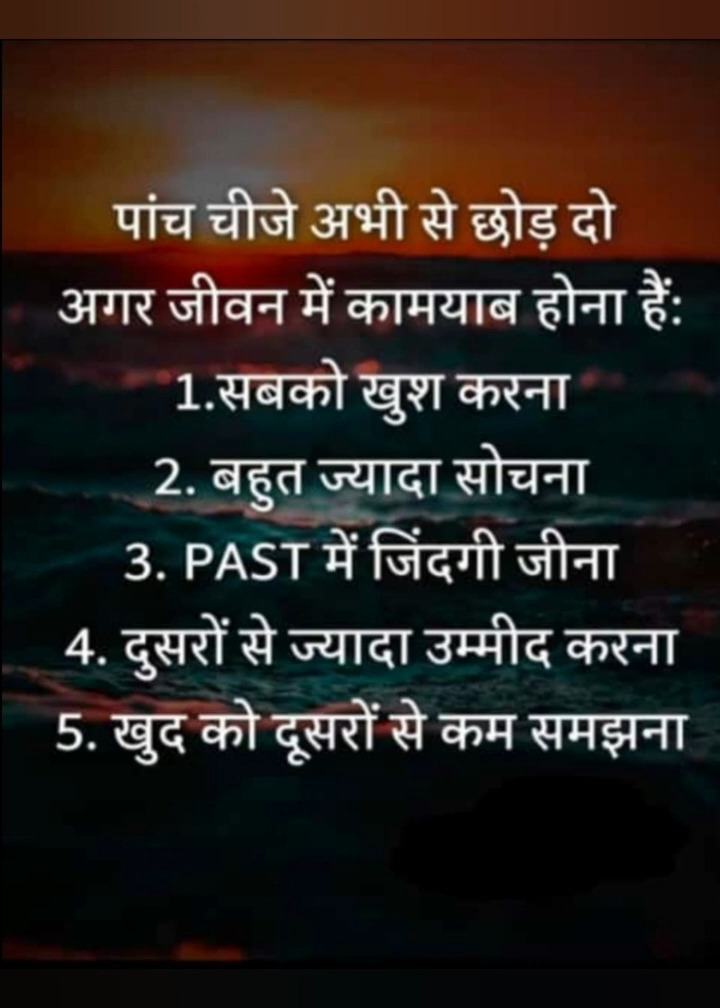 पांच चीजे अभी से छोड़ दो
अगर जीवन में कामयाब होना हैं:
1.सबको खुश करना
2. बहुत ज्यादा सोचना
3. PAST में जिंदगी जीना
4. दुसरों से ज्यादा उम्मीद करना
5. खुद को दूसरों से कम समझना